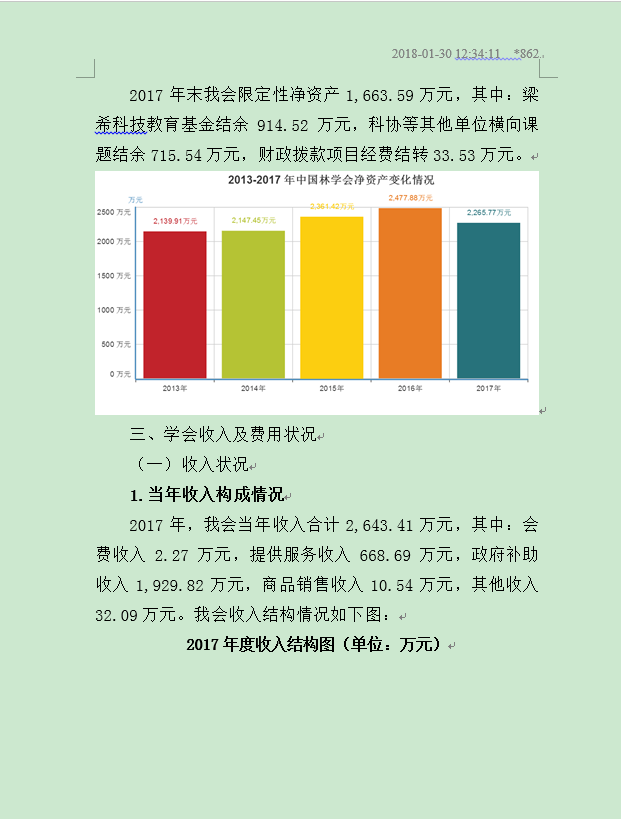 2018-01-30 12:34:11 *862
2017 年末我会限定性净资产 1,663.59 万元，其中：梁
希科技教育基金结余 914.52 万元，科协等其他单位横向课
题结余 715.54 万元，财政拨款项目经费结转 33.53 万元。
2013-2017 年中国林学会净资产变化情况
万元
2500 万元
2000 万元
1500 万元
1000 万元
500 万元
0 万元
2,139.91万元
2,147.45万元
2,361.42万元
2,477.88万元
2,265.77万元
2013年
2014年
2015年
2016年
2017年
三、学会收入及费用状况
（一）收入状况
1.当年收入构成情况
2017 年，我会当年收入合计 2,643.41 万元，其中：会
费收入 2.27 万元，提供服务收入 668.69 万元，政府补助
收入 1,929.82 万元，商品销售收入 10.54 万元，其他收入
32.09 万元。我会收入结构情况如下图：
2017 年度收入结构图（单位：万元）